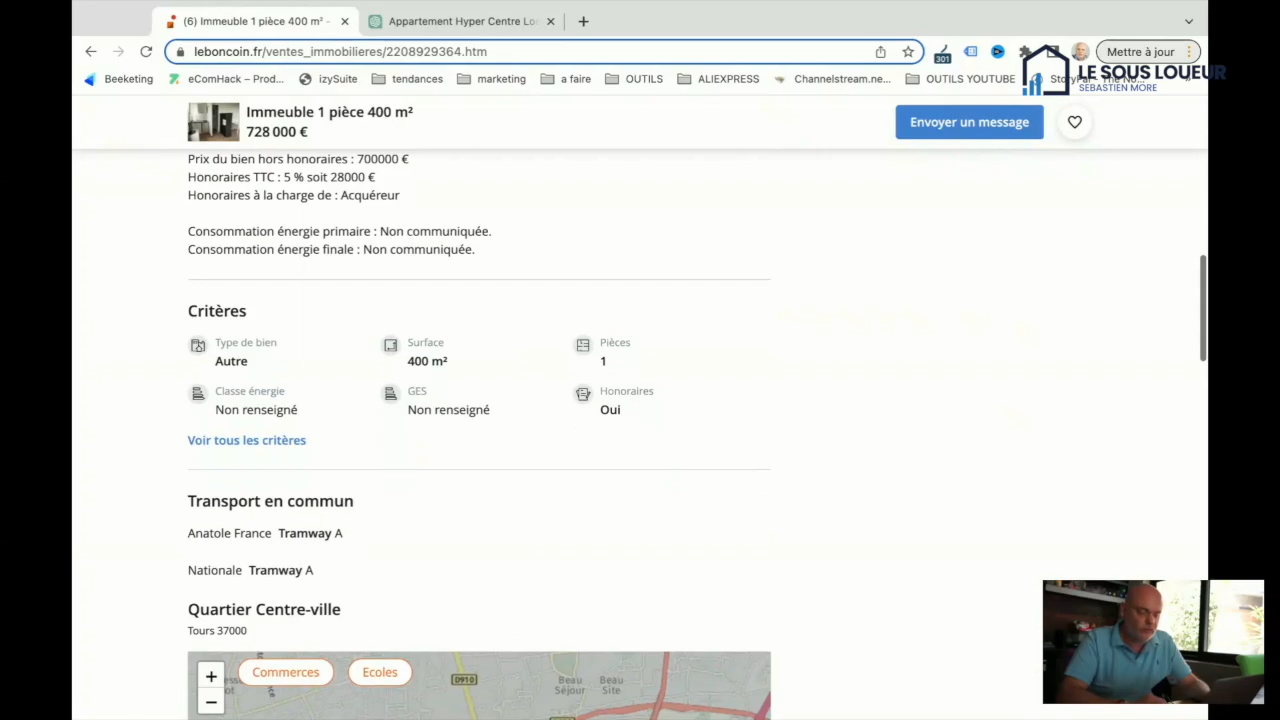 (6) Immeuble 1 pièce 400 m² -
Appartement Hyper Centre Lo
leboncoin.fr/ventes_immobilieres/2208929364.htm
301
Mettre à jour
Beeketing
eComHack – Prod...
izySuite
tendances
marketing
a faire
OUTILS
ALIEXPRESS
Channelstream.ne...
OUTILS YOUTUBE
LE SOUS LOUEUR
SEBASTIEN MORE
Immeuble 1 pièce 400 m²
728 000 €
Envoyer un message
Prix du bien hors honoraires : 700000 €
Honoraires TTC : 5 % soit 28000 €
Honoraires à la charge de : Acquéreur
Consommation énergie primaire : Non communiquée.
Consommation énergie finale : Non communiquée.
Critères
Type de bien
Autre
Surface
400 m²
Pièces
1
Classe énergie
Non renseigné
GES
Non renseigné
Honoraires
Oui
Voir tous les critères
Transport en commun
Anatole France Tramway A
Nationale Tramway A
Quartier Centre-ville
Tours 37000
+
−
Commerces
Ecoles
D910
Beau
Séjour
Beau
Site